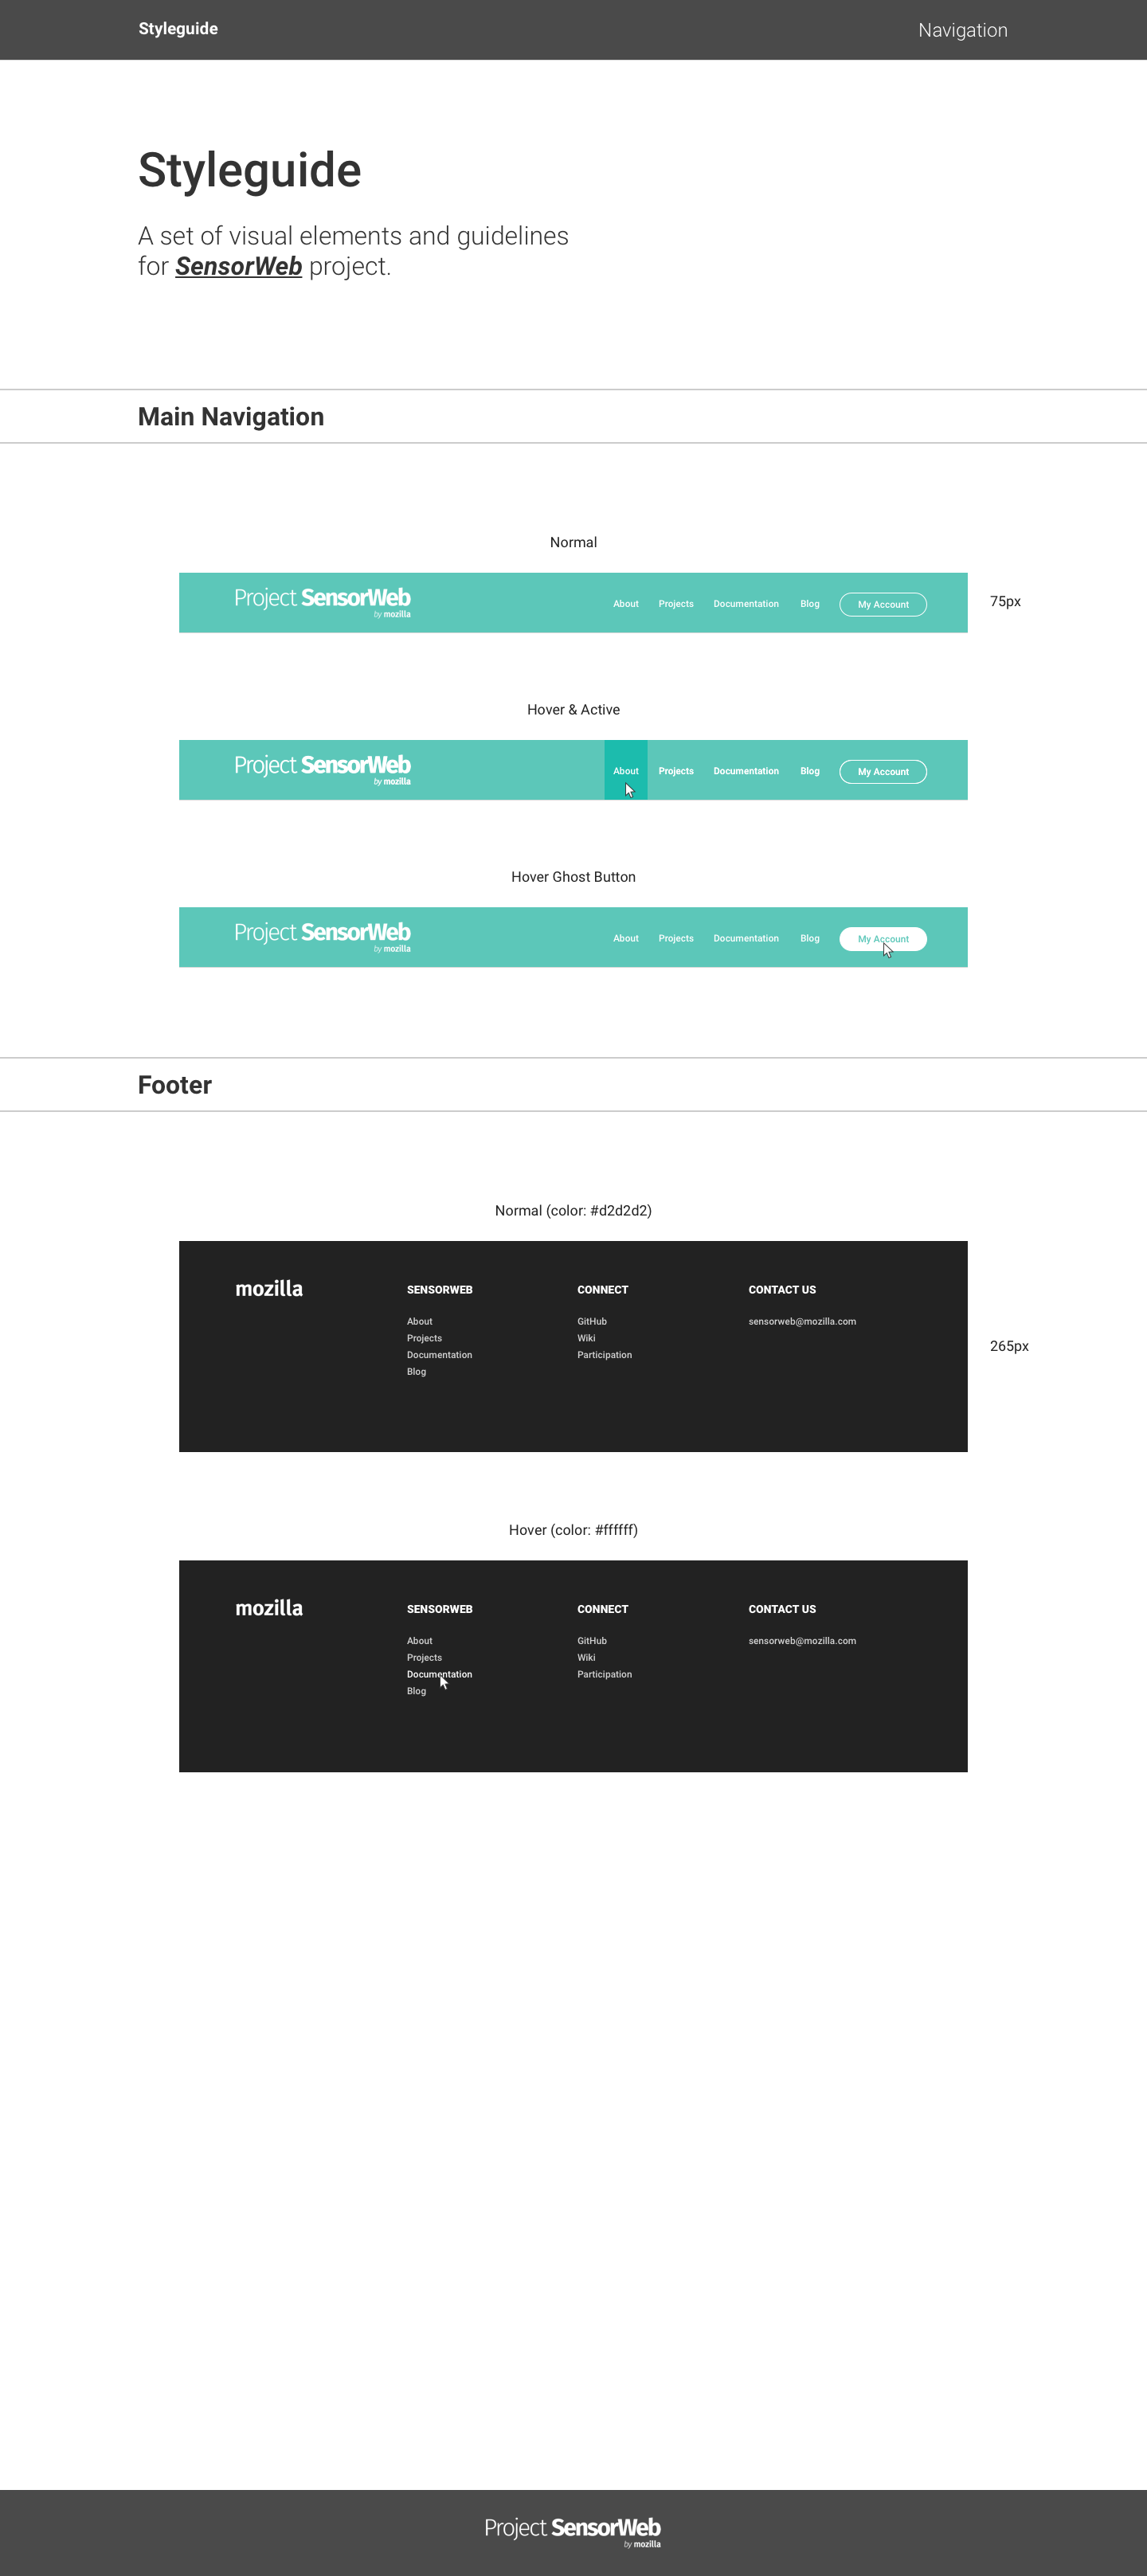 Styleguide
Navigation
Styleguide
A set of visual elements and guidelines
for SensorWeb project.
Main Navigation
Normal
Project SensorWeb
by mozilla
About Projects Documentation Blog My Account
75px
Hover & Active
Project SensorWeb
by mozilla
About Projects Documentation Blog My Account
Hover Ghost Button
Project SensorWeb
by mozilla
About Projects Documentation Blog My Account
Footer
Normal (color: #d2d2d2)
mozilla
SENSORWEB
About
Projects
Documentation
Blog
CONNECT
GitHub
Wiki
Participation
CONTACT US
sensorweb@mozilla.com
265px
Hover (color: #ffffff)
mozilla
SENSORWEB
About
Projects
Documentation
Blog
CONNECT
GitHub
Wiki
Participation
CONTACT US
sensorweb@mozilla.com
Project SensorWeb
by mozilla